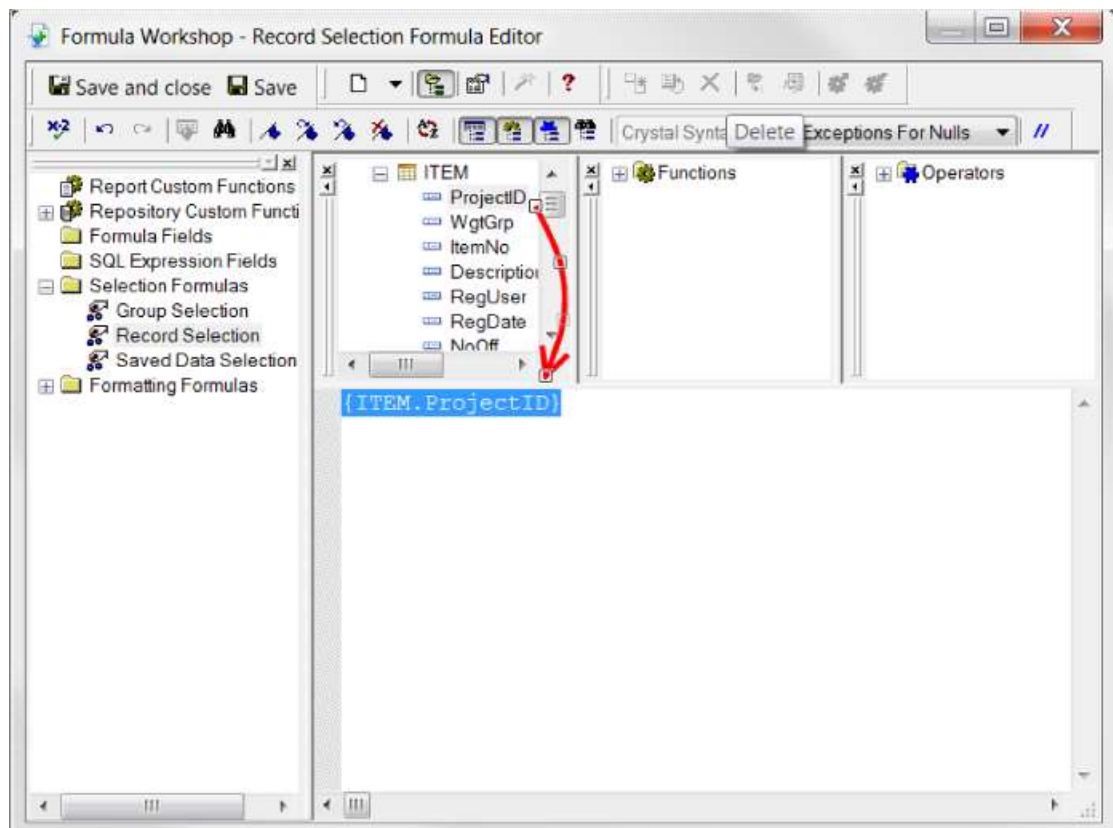 Formula Workshop - Record Selection Formula Editor
Save and close Save
Crystal Synta Delete Exceptions For Nulls
Report Custom Functions
Repository Custom Functi
Formula Fields
SQL Expression Fields
Selection Formulas
Group Selection
Record Selection
Saved Data Selection
Formatting Formulas
ITEM
ProjectID
WgtGrp
ItemNo
Description
RegUser
RegDate
NoOff
Functions
Operators
{ITEM.ProjectID}